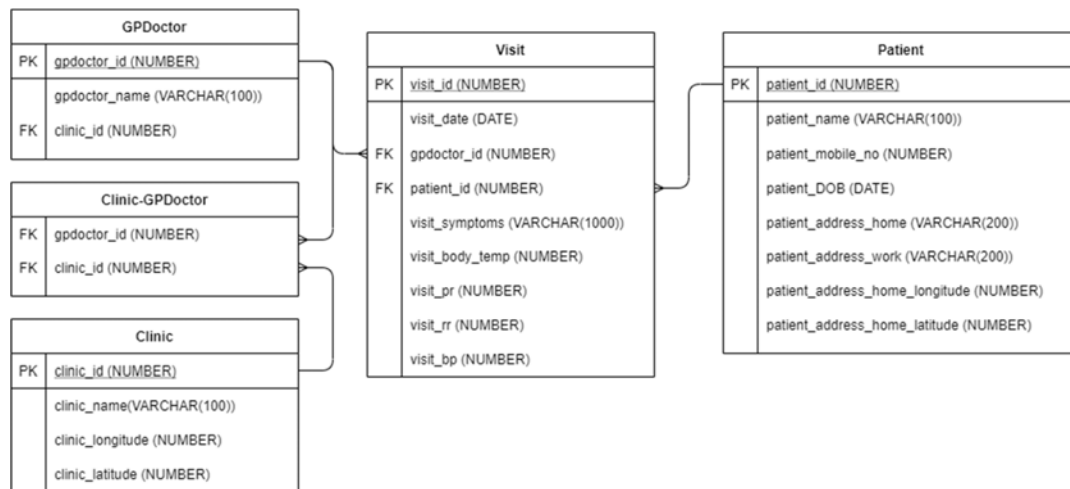 GPDoctor
PK gpdoctor_id (NUMBER)
gpdoctor_name (VARCHAR(100))
FK clinic_id (NUMBER)
Clinic-GPDoctor
FK gpdoctor_id (NUMBER)
FK clinic_id (NUMBER)
Clinic
PK clinic_id (NUMBER)
clinic_name(VARCHAR(100))
clinic_longitude (NUMBER)
clinic_latitude (NUMBER)
Visit
PK visit_id (NUMBER)
visit_date (DATE)
FK gpdoctor_id (NUMBER)
FK patient_id (NUMBER)
visit_symptoms (VARCHAR(1000))
visit_body_temp (NUMBER)
visit_pr (NUMBER)
visit_rr (NUMBER)
visit_bp (NUMBER)
Patient
PK patient_id (NUMBER)
patient_name (VARCHAR(100))
patient_mobile_no (NUMBER)
patient_DOB (DATE)
patient_address_home (VARCHAR(200))
patient_address_work (VARCHAR(200))
patient_address_home_longitude (NUMBER)
patient_address_home_latitude (NUMBER)